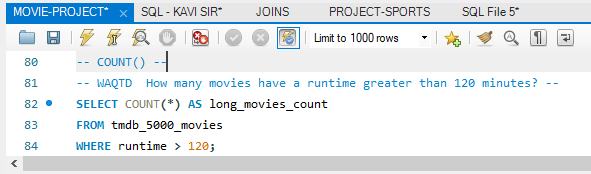 MOVIE-PROJECT* SQL - KAVI SIR* JOINS PROJECT-SPORTS SQL File 5*
Limit to 1000 rows
80 -- COUNT() --
81 -- WAQTD  How many movies have a runtime greater than 120 minutes? --
82 SELECT COUNT(*) AS long_movies_count
83 FROM tmdb_5000_movies
84 WHERE runtime > 120;